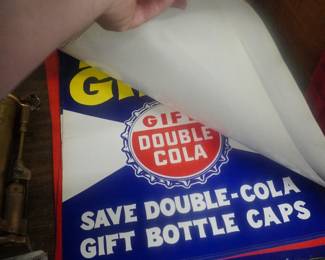 GIFT
DOUBLE
COLA
SAVE DOUBLE-COLA
GIFT BOTTLE CAPS